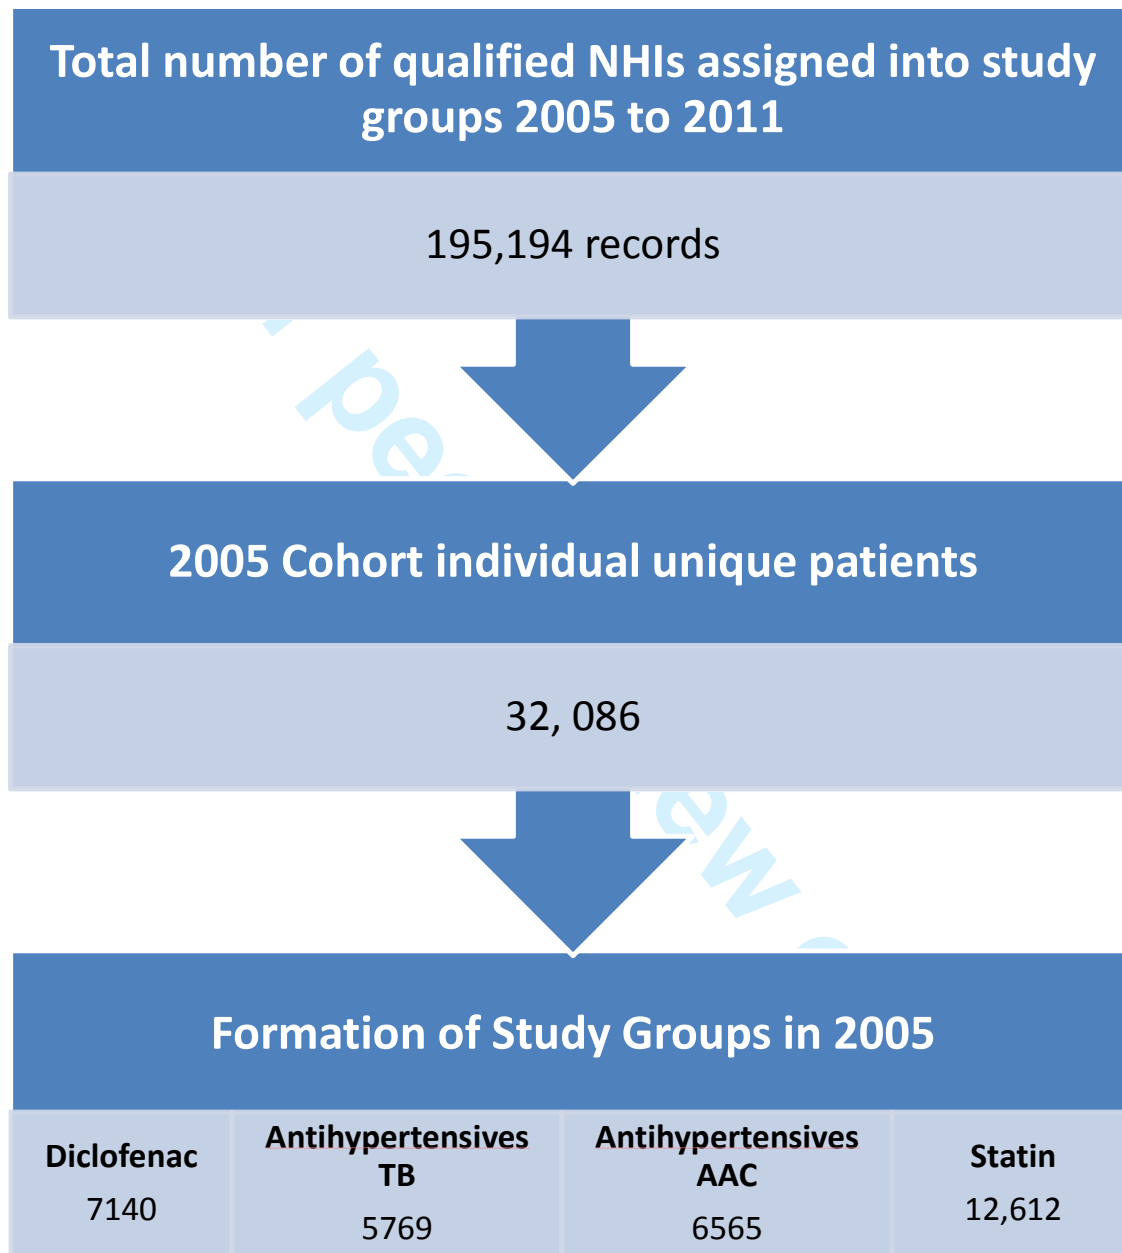 Total number of qualified NHIs assigned into study
groups 2005 to 2011
195,194 records
2005 Cohort individual unique patients
32, 086
Formation of Study Groups in 2005
Diclofenac
7140
Antihypertensives
TB
5769
Antihypertensives
AAC
6565
Statin
12,612